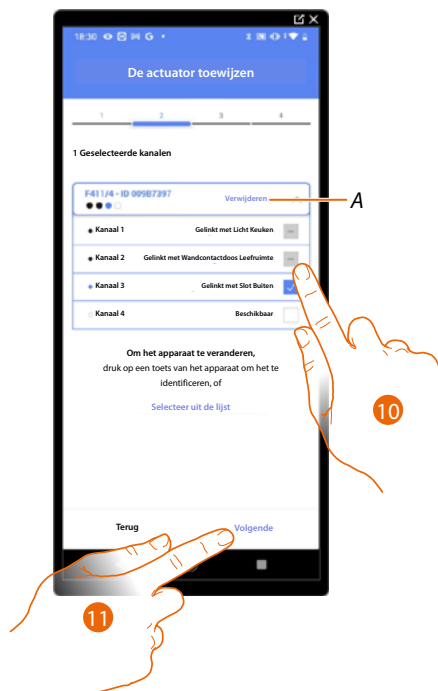 18:30
De actuator toewijzen
1 2 3 4
1 Geselecteerde kanalen
F411/4 - ID 009B7397
Verwijderen
A
Kanaal 1 Gelinkt met Licht Keuken
Kanaal 2 Gelinkt met Wandcontactdoos Leefruimte
Kanaal 3 Gelinkt met Slot Buiten
Kanaal 4 Beschikbaar
Om het apparaat te veranderen,
druk op een toets van het apparaat om het te
identificeren, of
Selecteer uit de lijst
10
Terug Volgende
11